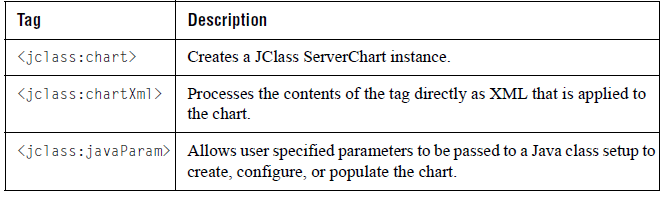 Tag Description
<jclass:chart> Creates a JClass ServerChart instance.
<jclass:chartXml> Processes the contents of the tag directly as XML that is applied to
the chart.
<jclass:javaParam> Allows user specified parameters to be passed to a Java class setup to
create, configure, or populate the chart.